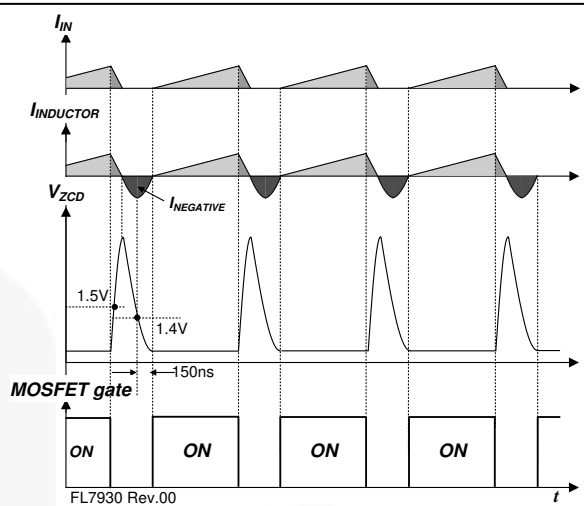 I_IN
I_INDUCTOR
I_NEGATIVE
V_ZCD
1.5V
1.4V
150ns
MOSFET gate
ON ON ON ON
FL7930 Rev.00
t